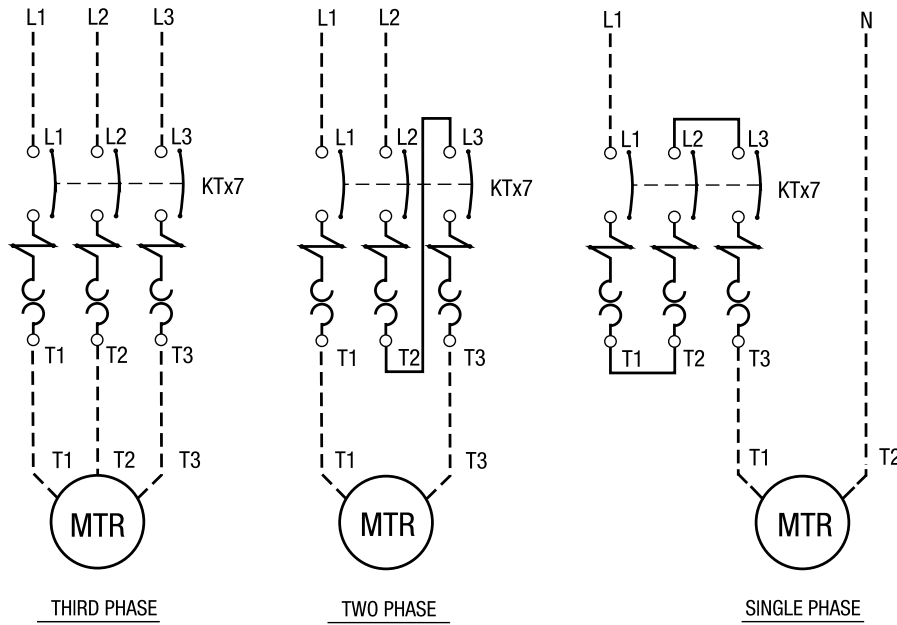 L1 L2 L3
L1 L2 L3
KTx7
T1 T2 T3
T1 T2 T3
MTR
THIRD PHASE
L1 L2
L1 L2 L3
KTx7
T1 T2 T3
T1 T3
MTR
TWO PHASE
L1 N
L1 L2 L3
KTx7
T1 T2 T3
T1 T2
MTR
SINGLE PHASE